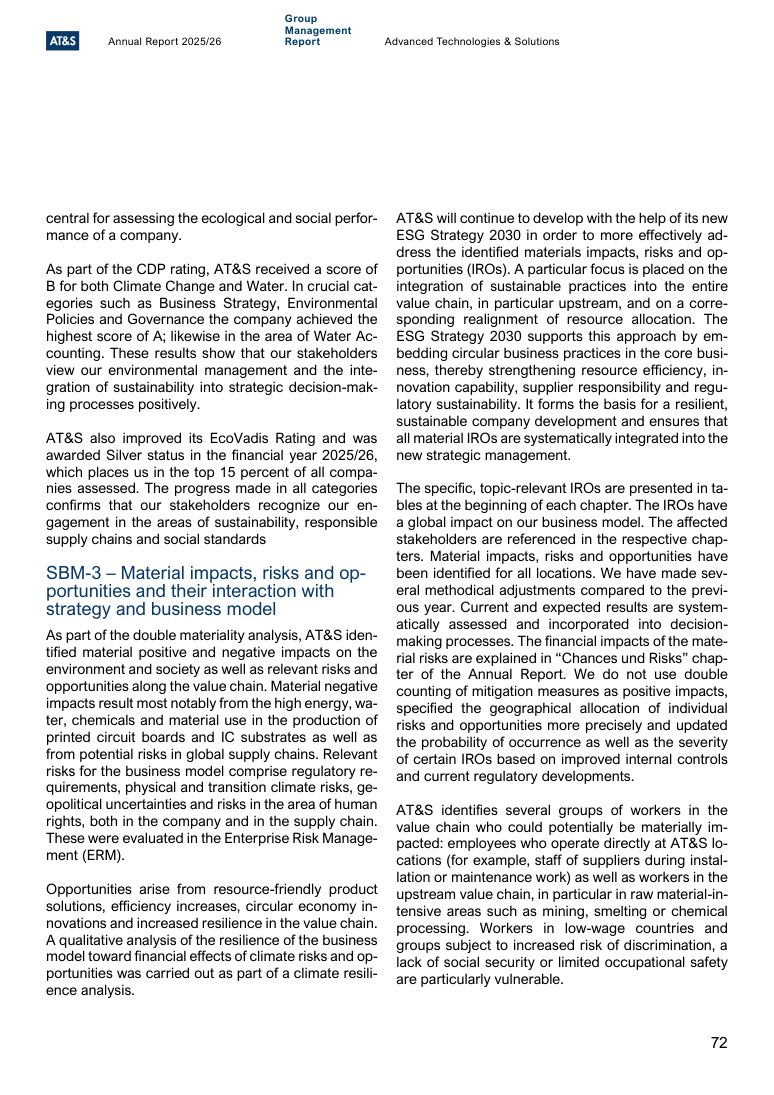 AT&S
Annual Report 2025/26
Group
Management
Report
Advanced Technologies & Solutions
central for assessing the ecological and social perfor-
mance of a company.
As part of the CDP rating, AT&S received a score of
B for both Climate Change and Water. In crucial cat-
egories such as Business Strategy, Environmental
Policies and Governance the company achieved the
highest score of A; likewise in the area of Water Ac-
counting. These results show that our stakeholders
view our environmental management and the inte-
gration of sustainability into strategic decision-mak-
ing processes positively.
AT&S also improved its EcoVadis Rating and was
awarded Silver status in the financial year 2025/26,
which places us in the top 15 percent of all compa-
nies assessed. The progress made in all categories
confirms that our stakeholders recognize our en-
gagement in the areas of sustainability, responsible
supply chains and social standards
SBM-3 – Material impacts, risks and op-
portunities and their interaction with
strategy and business model
As part of the double materiality analysis, AT&S iden-
tified material positive and negative impacts on the
environment and society as well as relevant risks and
opportunities along the value chain. Material negative
impacts result most notably from the high energy, wa-
ter, chemicals and material use in the production of
printed circuit boards and IC substrates as well as
from potential risks in global supply chains. Relevant
risks for the business model comprise regulatory re-
quirements, physical and transition climate risks, ge-
opolitical uncertainties and risks in the area of human
rights, both in the company and in the supply chain.
These were evaluated in the Enterprise Risk Manage-
ment (ERM).
Opportunities arise from resource-friendly product
solutions, efficiency increases, circular economy in-
novations and increased resilience in the value chain.
A qualitative analysis of the resilience of the business
model toward financial effects of climate risks and op-
portunities was carried out as part of a climate resili-
ence analysis.
AT&S will continue to develop with the help of its new
ESG Strategy 2030 in order to more effectively ad-
dress the identified materials impacts, risks and op-
portunities (IROs). A particular focus is placed on the
integration of sustainable practices into the entire
value chain, in particular upstream, and on a corre-
sponding realignment of resource allocation. The
ESG Strategy 2030 supports this approach by em-
bedding circular business practices in the core busi-
ness, thereby strengthening resource efficiency, in-
novation capability, supplier responsibility and regu-
latory sustainability. It forms the basis for a resilient,
sustainable company development and ensures that
all material IROs are systematically integrated into the
new strategic management.
The specific, topic-relevant IROs are presented in ta-
bles at the beginning of each chapter. The IROs have
a global impact on our business model. The affected
stakeholders are referenced in the respective chap-
ters. Material impacts, risks and opportunities have
been identified for all locations. We have made sev-
eral methodical adjustments compared to the previ-
ous year. Current and expected results are system-
atically assessed and incorporated into decision-
making processes. The financial impacts of the mate-
rial risks are explained in “Chances und Risks” chap-
ter of the Annual Report. We do not use double
counting of mitigation measures as positive impacts,
specified the geographical allocation of individual
risks and opportunities more precisely and updated
the probability of occurrence as well as the severity
of certain IROs based on improved internal controls
and current regulatory developments.
AT&S identifies several groups of workers in the
value chain who could potentially be materially im-
pacted: employees who operate directly at AT&S lo-
cations (for example, staff of suppliers during instal-
lation or maintenance work) as well as workers in the
upstream value chain, in particular in raw material-in-
tensive areas such as mining, smelting or chemical
processing. Workers in low-wage countries and
groups subject to increased risk of discrimination, a
lack of social security or limited occupational safety
are particularly vulnerable.
72